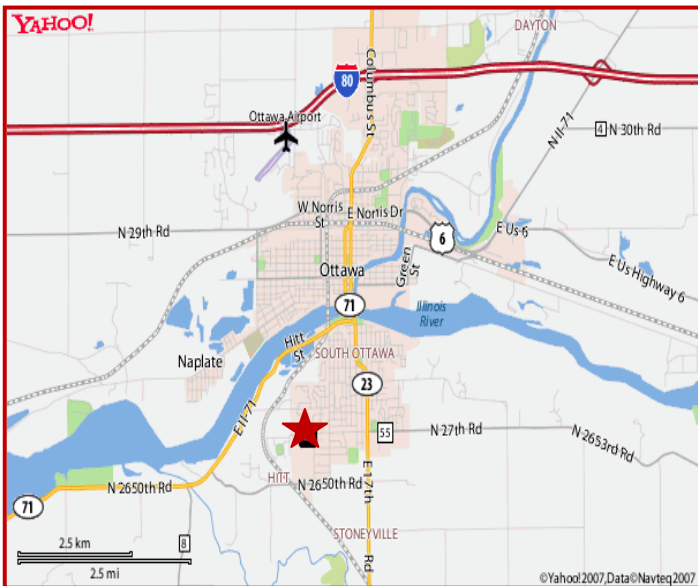 YAHOO!
DAYTON
80
Columbus St
Ottawa Airport
N Il-71
4 N 30th Rd
W Norris
St
E Norris Dr
N 29th Rd
6
E Us-6
E Us Highway 6
Ottawa
Green St
71
Illinois
River
Hitt
St
Naplate
SOUTH OTTAWA
23
E Il-71
55
N 27th Rd
N 2653rd Rd
HITT
N 2650th Rd
N 2650th Rd
E 17th
Rd
71
STONEYVILLE
2.5 km
8
2.5 mi
©Yahoo!2007,Data©Navteq2007